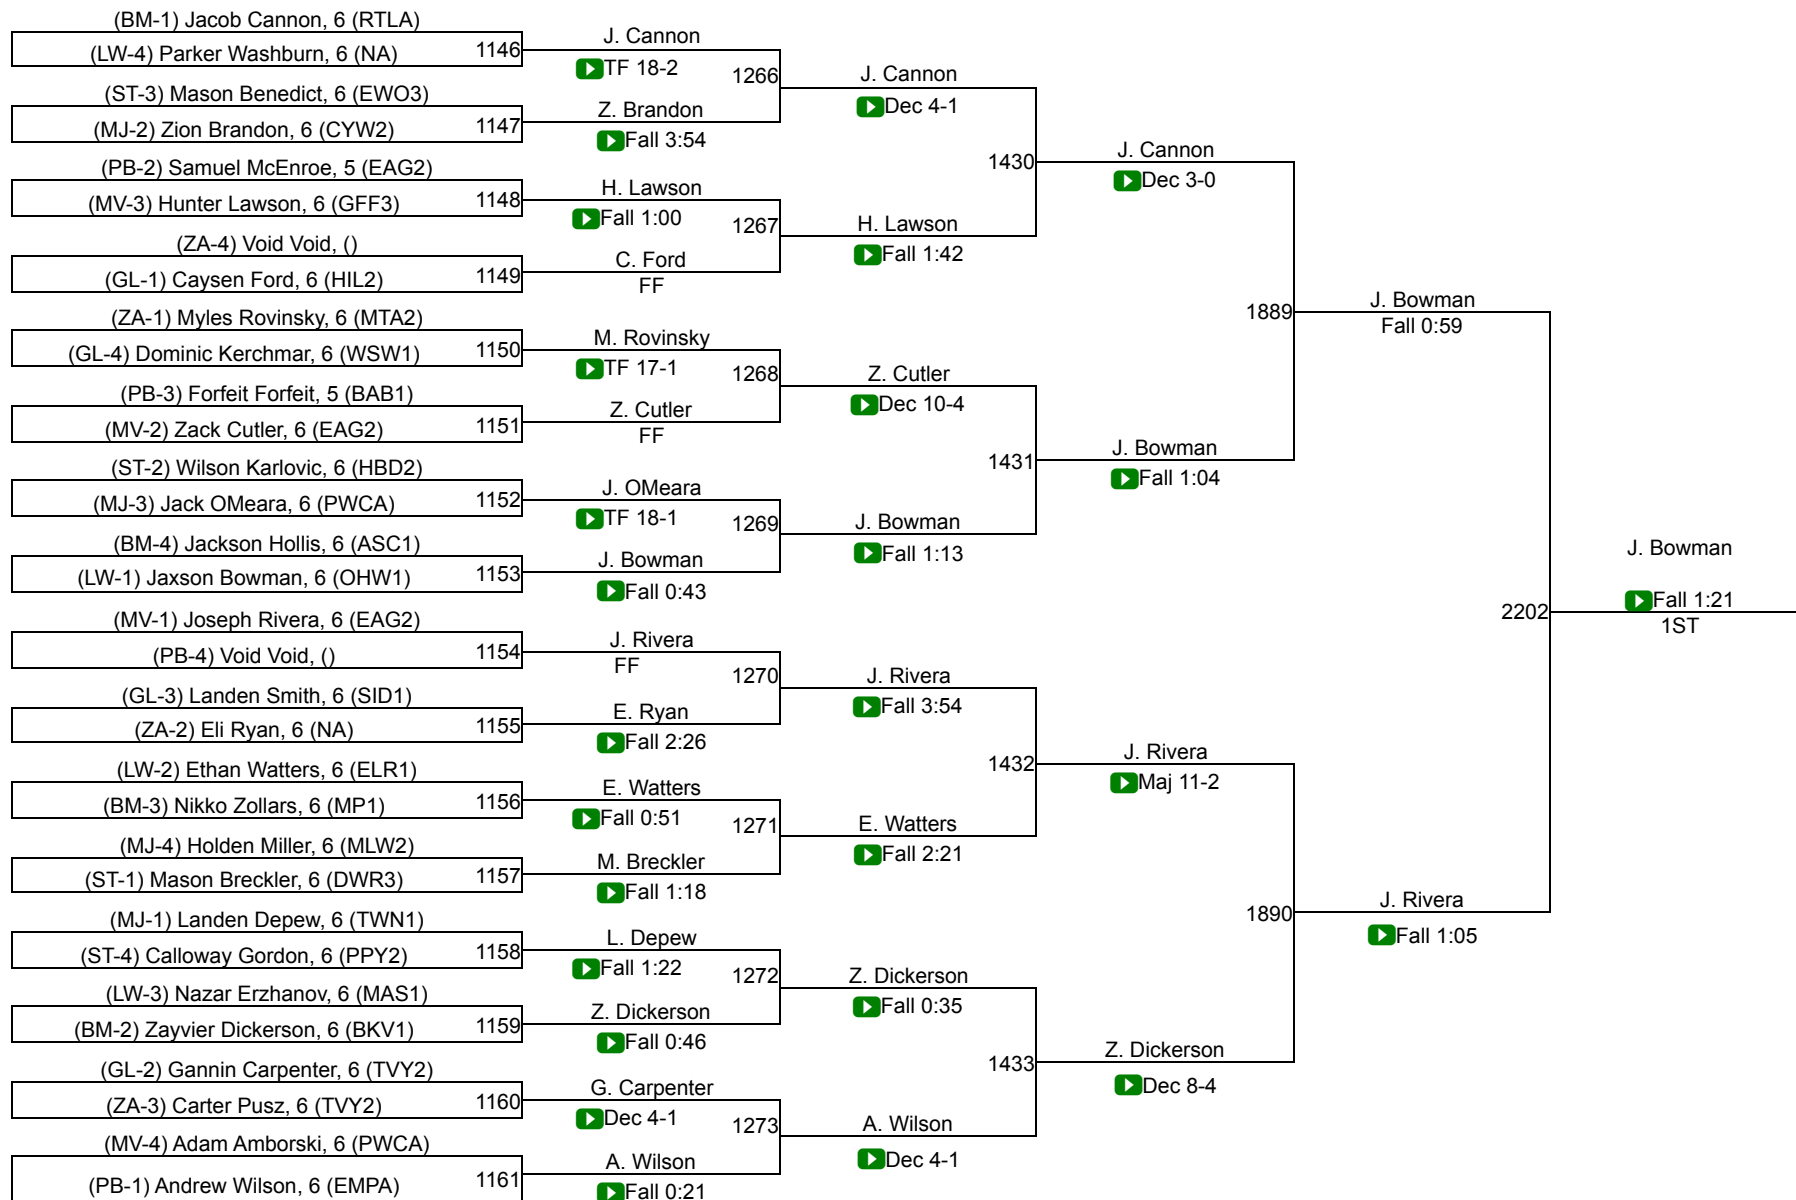 (BM-1) Jacob Cannon, 6 (RTLA)
(LW-4) Parker Washburn, 6 (NA)
1146
(ST-3) Mason Benedict, 6 (EWO3)
(MJ-2) Zion Brandon, 6 (CYW2)
1147
(PB-2) Samuel McEnroe, 5 (EAG2)
(MV-3) Hunter Lawson, 6 (GFF3)
1148
(ZA-4) Void Void, ()
(GL-1) Caysen Ford, 6 (HIL2)
1149
(ZA-1) Myles Rovinsky, 6 (MTA2)
(GL-4) Dominic Kerchmar, 6 (WSW1)
1150
(PB-3) Forfeit Forfeit, 5 (BAB1)
(MV-2) Zack Cutler, 6 (EAG2)
1151
(ST-2) Wilson Karlovic, 6 (HBD2)
(MJ-3) Jack OMeara, 6 (PWCA)
1152
(BM-4) Jackson Hollis, 6 (ASC1)
(LW-1) Jaxson Bowman, 6 (OHW1)
1153
(MV-1) Joseph Rivera, 6 (EAG2)
(PB-4) Void Void, ()
1154
(GL-3) Landen Smith, 6 (SID1)
(ZA-2) Eli Ryan, 6 (NA)
1155
(LW-2) Ethan Watters, 6 (ELR1)
(BM-3) Nikko Zollars, 6 (MP1)
1156
(MJ-4) Holden Miller, 6 (MLW2)
(ST-1) Mason Breckler, 6 (DWR3)
1157
(MJ-1) Landen Depew, 6 (TWN1)
(ST-4) Calloway Gordon, 6 (PPY2)
1158
(LW-3) Nazar Erzhanov, 6 (MAS1)
(BM-2) Zayvier Dickerson, 6 (BKV1)
1159
(GL-2) Gannin Carpenter, 6 (TVY2)
(ZA-3) Carter Pusz, 6 (TVY2)
1160
(MV-4) Adam Amborski, 6 (PWCA)
(PB-1) Andrew Wilson, 6 (EMPA)
1161
J. Cannon
TF 18-2
1266
Z. Brandon
Fall 3:54
H. Lawson
Fall 1:00
1267
C. Ford
FF
M. Rovinsky
TF 17-1
1268
Z. Cutler
FF
J. OMeara
TF 18-1
1269
J. Bowman
Fall 0:43
J. Rivera
FF
1270
E. Ryan
Fall 2:26
E. Watters
Fall 0:51
1271
M. Breckler
Fall 1:18
L. Depew
Fall 1:22
1272
Z. Dickerson
Fall 0:46
G. Carpenter
Dec 4-1
1273
A. Wilson
Fall 0:21
J. Cannon
Dec 4-1
1430
H. Lawson
Fall 1:42
Z. Cutler
Dec 10-4
1431
J. Bowman
Fall 1:13
J. Rivera
Fall 3:54
1432
E. Watters
Fall 2:21
Z. Dickerson
Fall 0:35
1433
A. Wilson
Dec 4-1
J. Cannon
Dec 3-0
1889
J. Bowman
Fall 1:04
J. Rivera
Maj 11-2
1890
Z. Dickerson
Dec 8-4
J. Bowman
Fall 0:59
2202
J. Rivera
Fall 1:05
J. Bowman
Fall 1:21
1ST